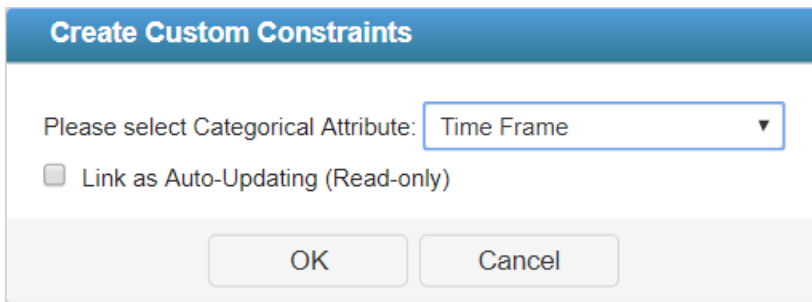 Create Custom Constraints
Please select Categorical Attribute: Time Frame
Link as Auto-Updating (Read-only)
OK Cancel